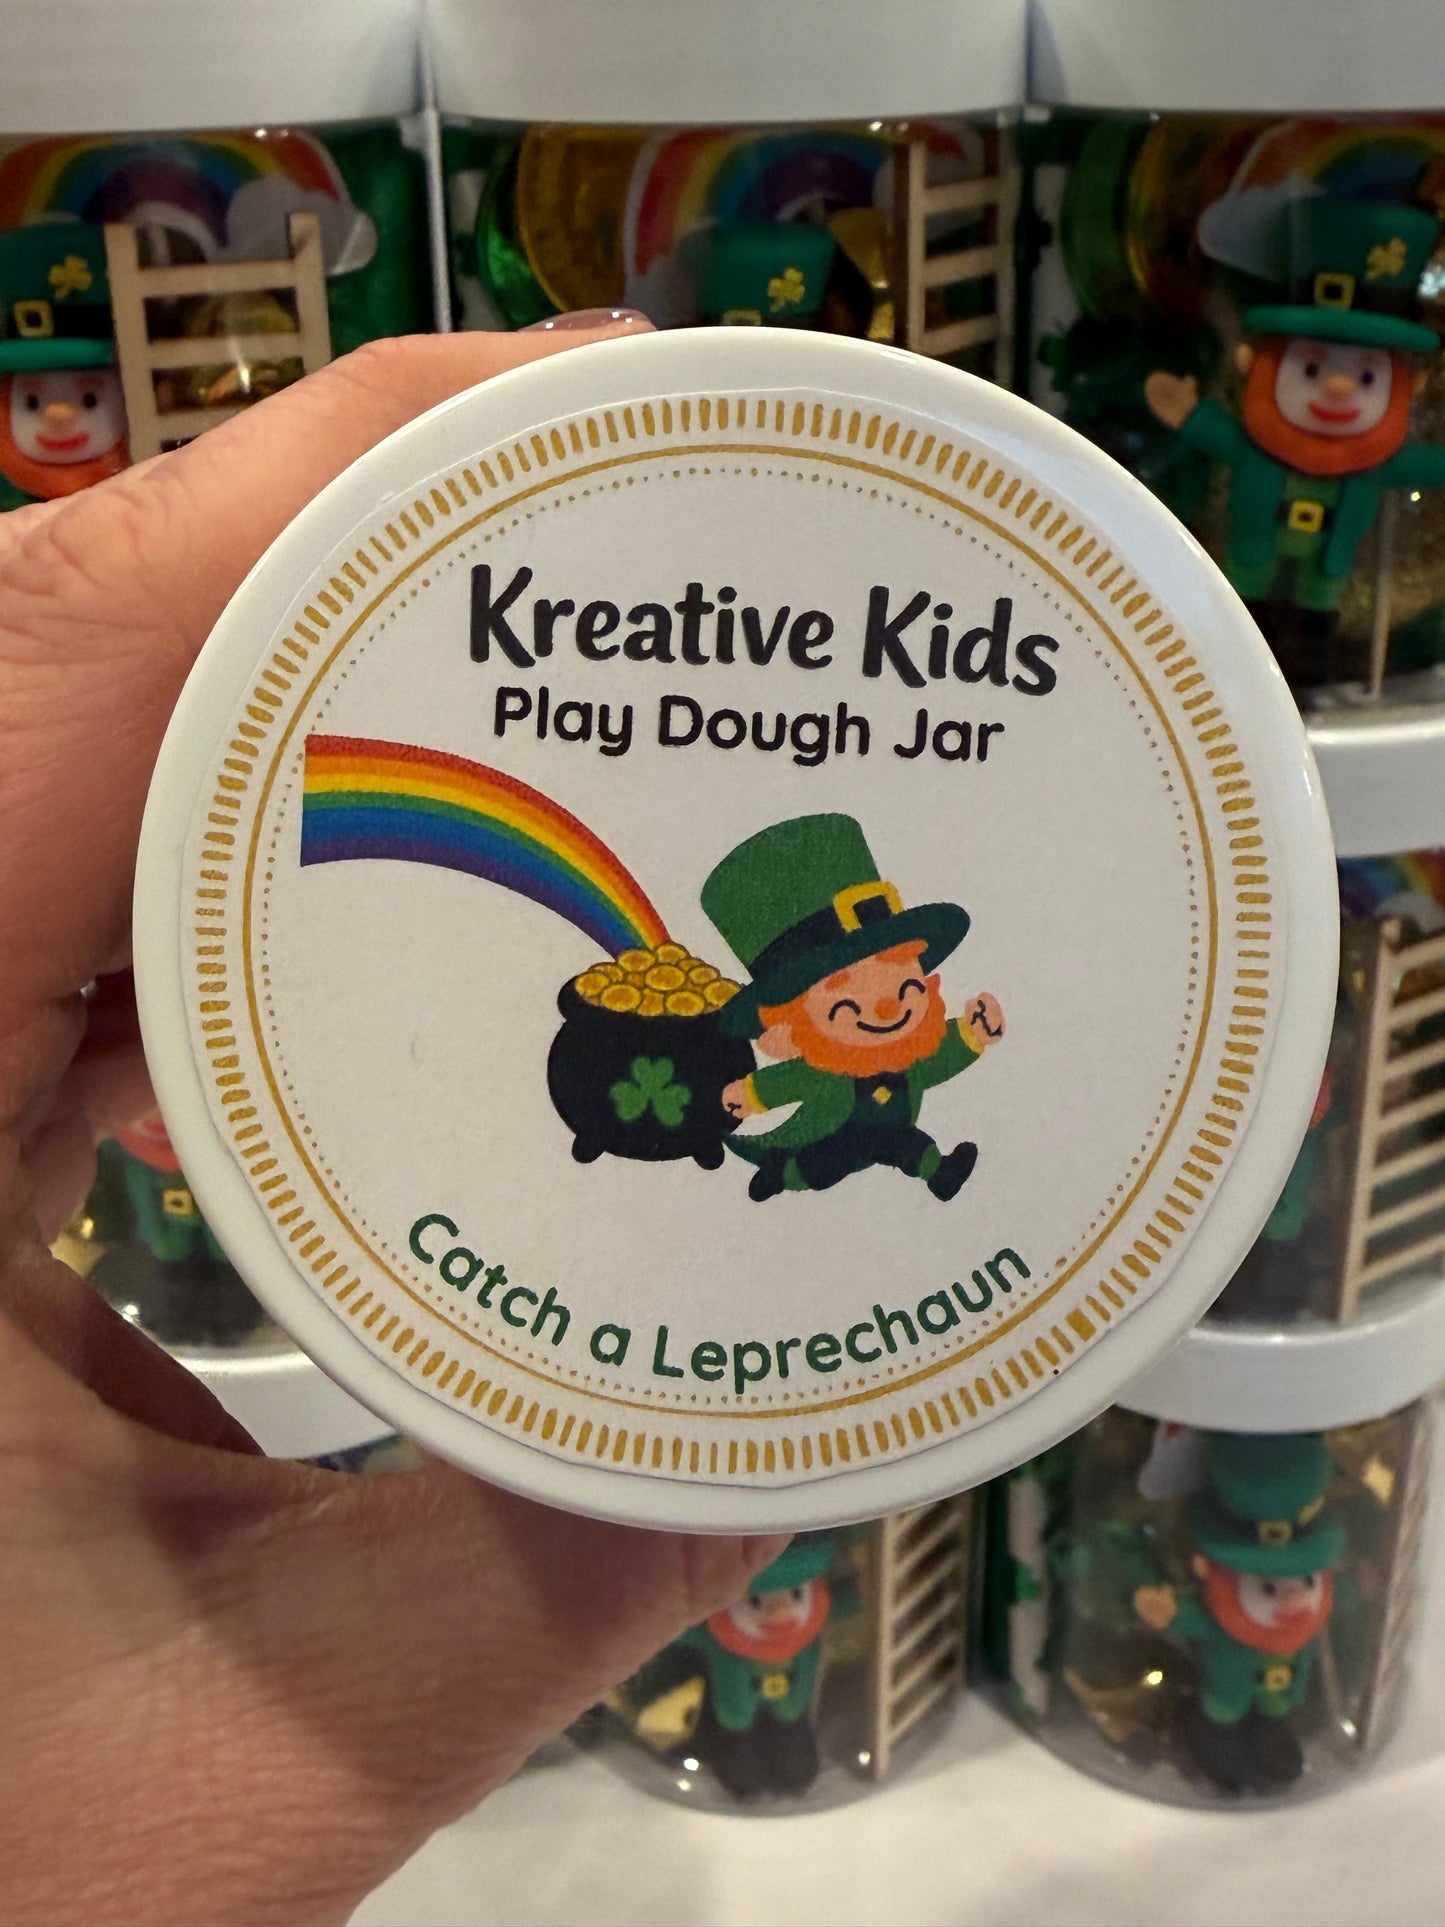 Kreative Kids
Play Dough Jar
Catch a Leprechaun